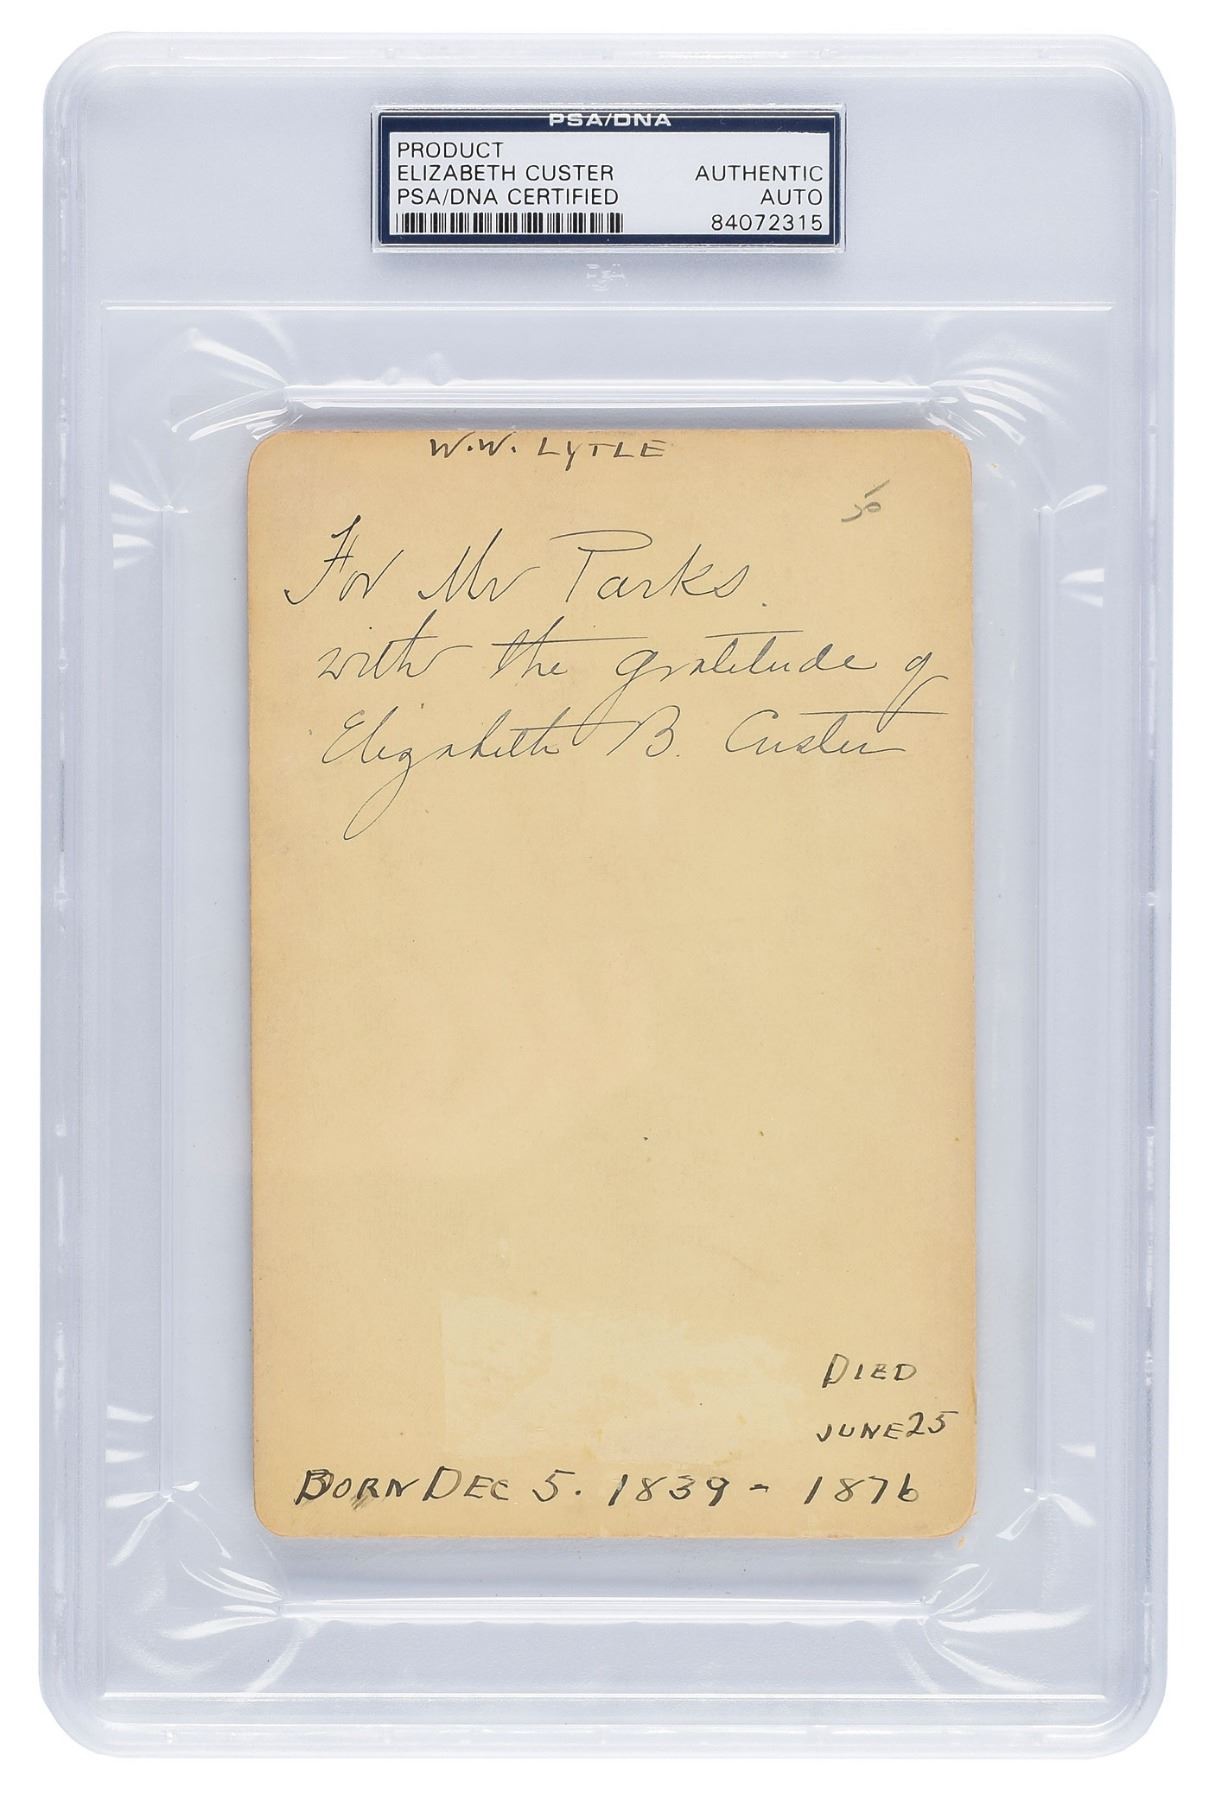 PSA/DNA
PRODUCT
ELIZABETH CUSTER AUTHENTIC
PSA/DNA CERTIFIED AUTO
84072315
W.W. LYTLE
50
For Mr Parks.
with the gratitude of
Elizabeth B. Custer
DIED
JUNE 25
BORN DEC 5. 1839 - 1876